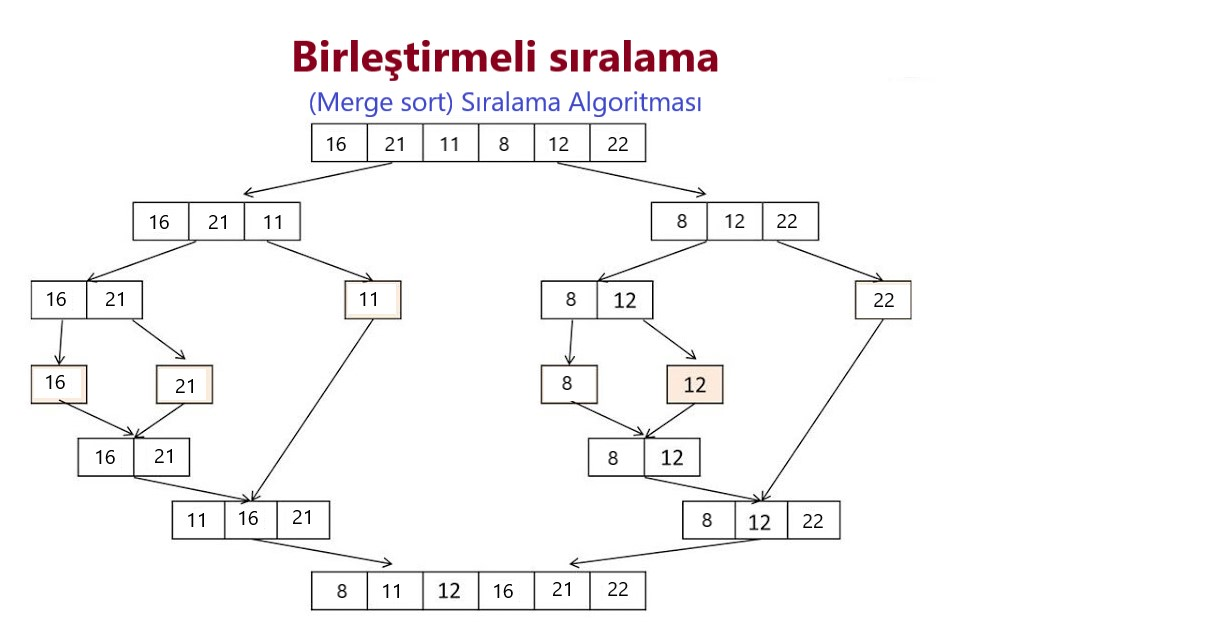 Birleştirmeli sıralama
(Merge sort) Sıralama Algoritması
16 21 11 8 12 22
16 21 11 8 12 22
16 21 11 8 12 22
16 21 8 12
16 21 8 12
11 16 21 8 12 22
8 11 12 16 21 22